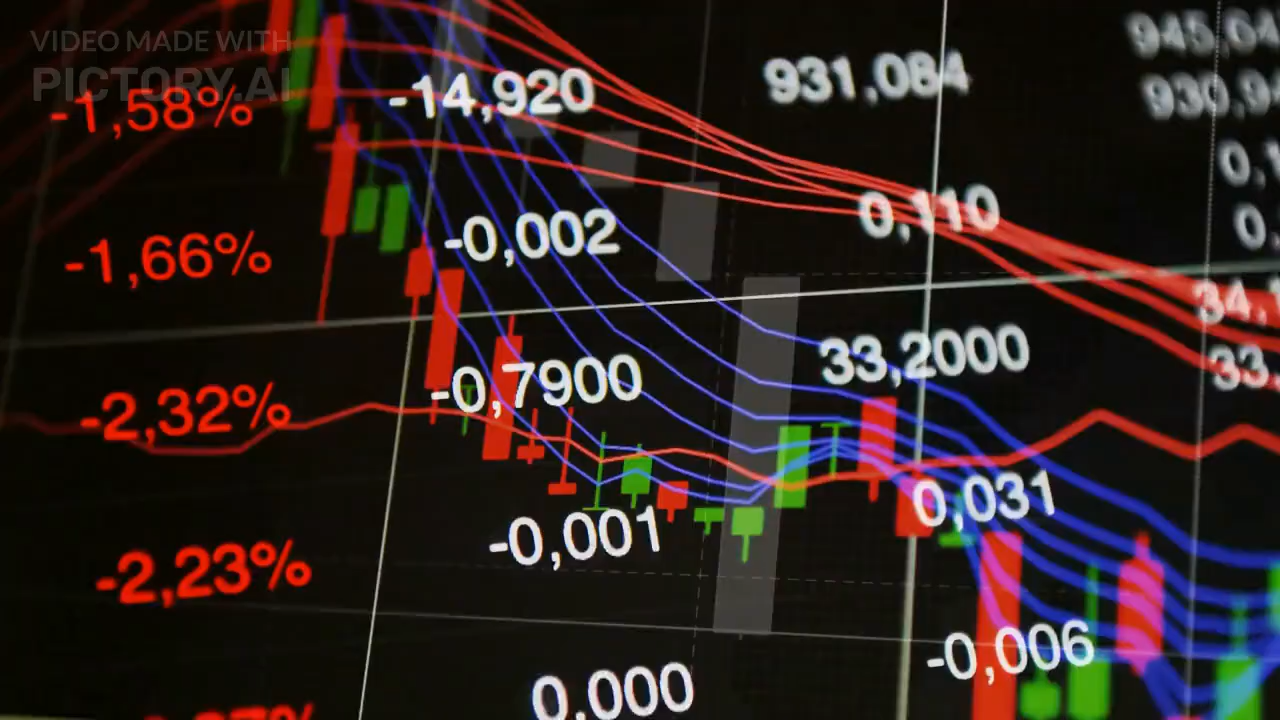 VIDEO MADE WITH
PICTORY.AI
-1,58% -14,920 931,084
-1,66% -0,002 0,110
-2,32% -0,7900 33,2000
-2,23% -0,001 0,031
0,000 -0,006